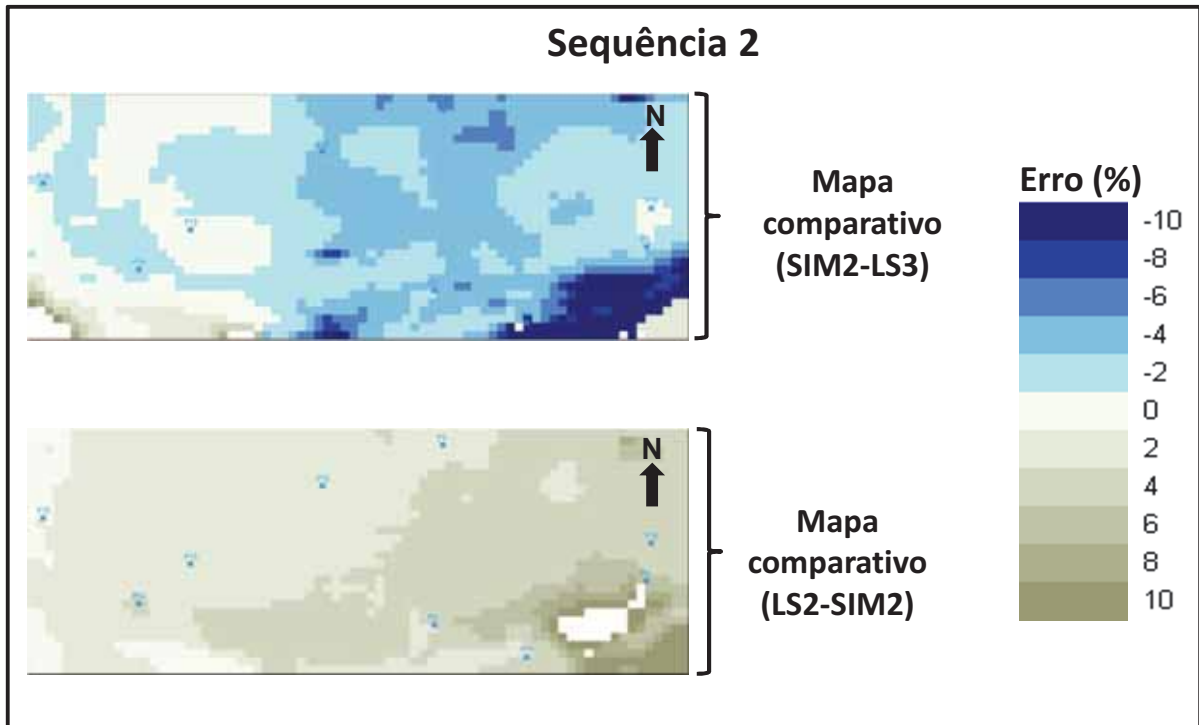 Sequência 2
N
Mapa
comparativo
(SIM2-LS3)
N
Mapa
comparativo
(LS2-SIM2)
Erro (%)
-10
-8
-6
-4
-2
0
2
4
6
8
10